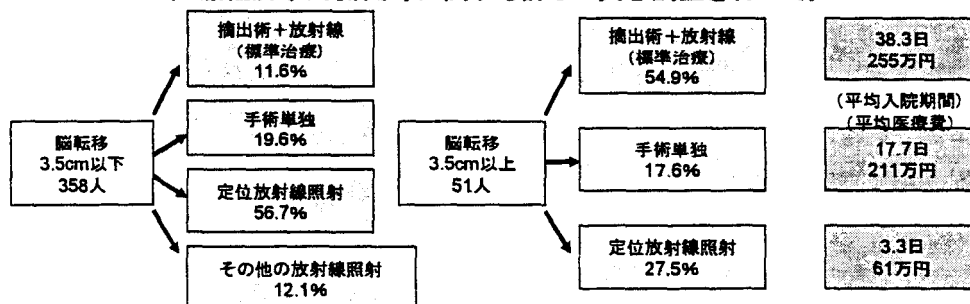 摘出術＋放射線
(標準治療)
11.6%
手術単独
19.6%
脳転移
3.5cm以下
358人
定位放射線照射
56.7%
その他の放射線照射
12.1%
摘出術＋放射線
(標準治療)
54.9%
脳転移
3.5cm以上
51人
手術単独
17.6%
定位放射線照射
27.5%
38.3日
255万円
(平均入院期間)
(平均医療費)
17.7日
211万円
3.3日
61万円